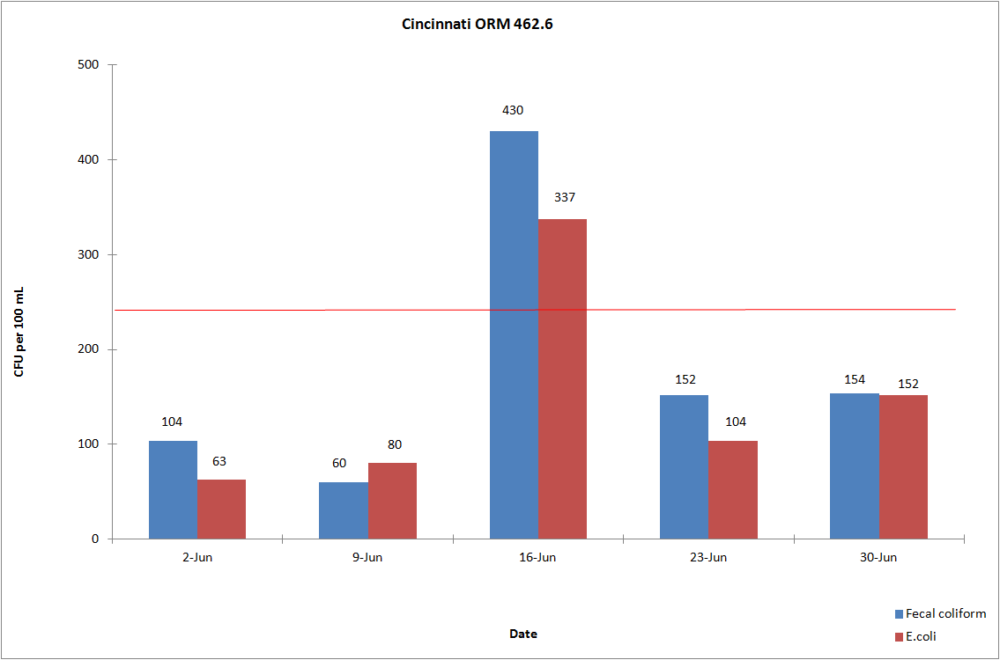 Cincinnati ORM 462.6
500
400
300
200
100
0
CFU per 100 mL
104
63
60
80
430
337
152
104
154
152
2-Jun
9-Jun
16-Jun
23-Jun
30-Jun
Date
Fecal coliform
E.coli